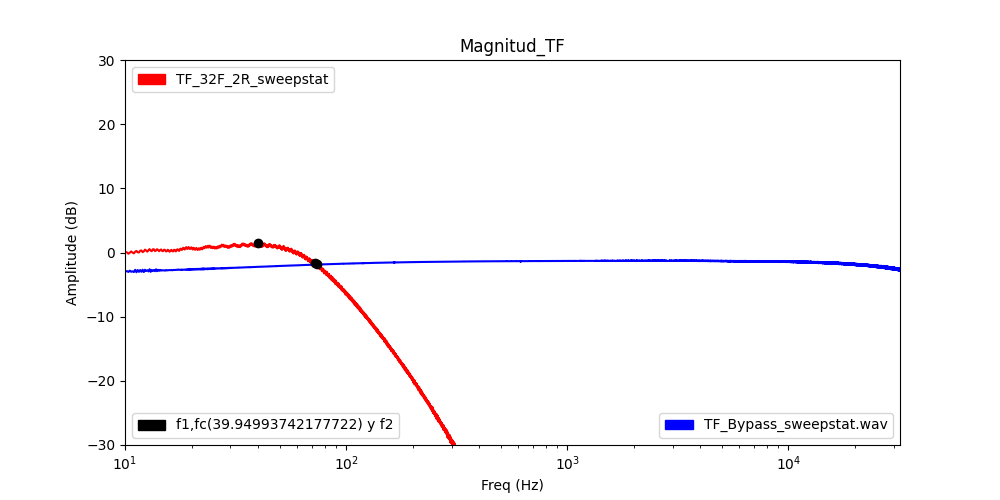 Magnitud_TF
30
20
10
0
−10
−20
−30
Amplitude (dB)
TF_32F_2R_sweepstat
f1,fc(39.94993742177722) y f2
TF_Bypass_sweepstat.wav
10¹ 10² 10³ 10⁴
Freq (Hz)